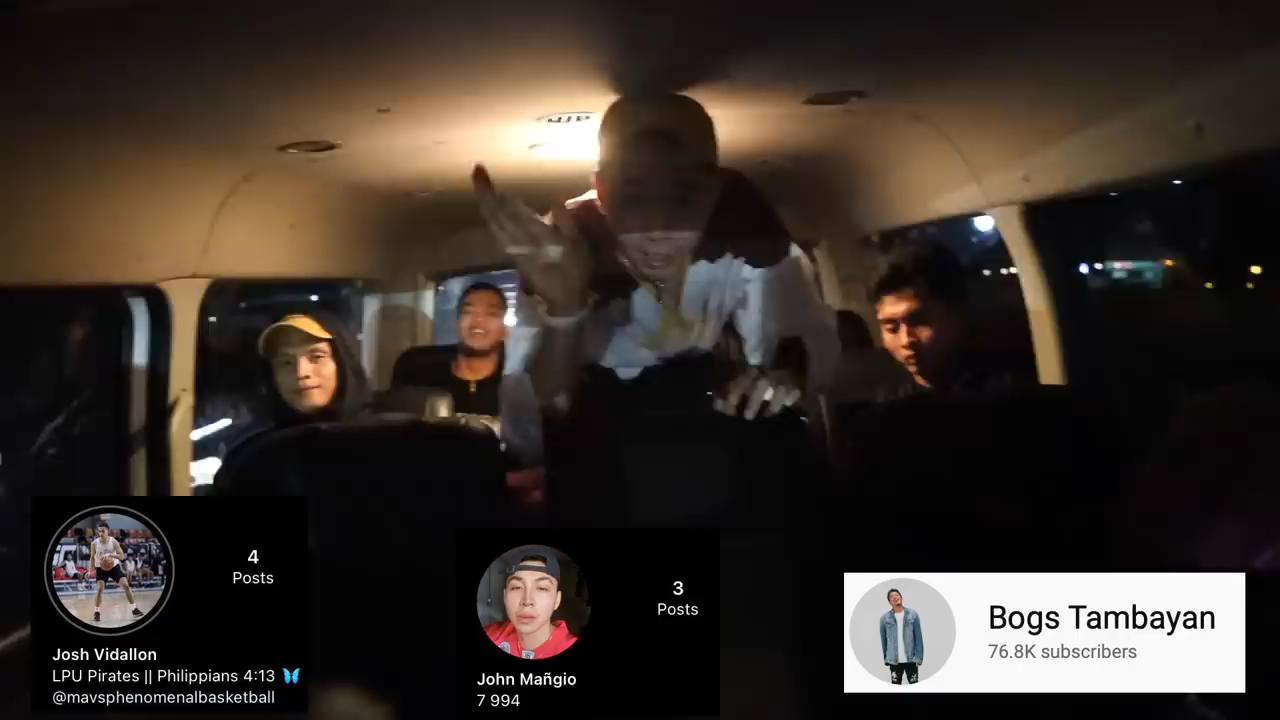 4
Posts
Josh Vidallon
LPU Pirates || Philippians 4:13 🦋
@mavsphenomenalbasketball
3
Posts
John Mañgio
7 994
Bogs Tambayan
76.8K subscribers